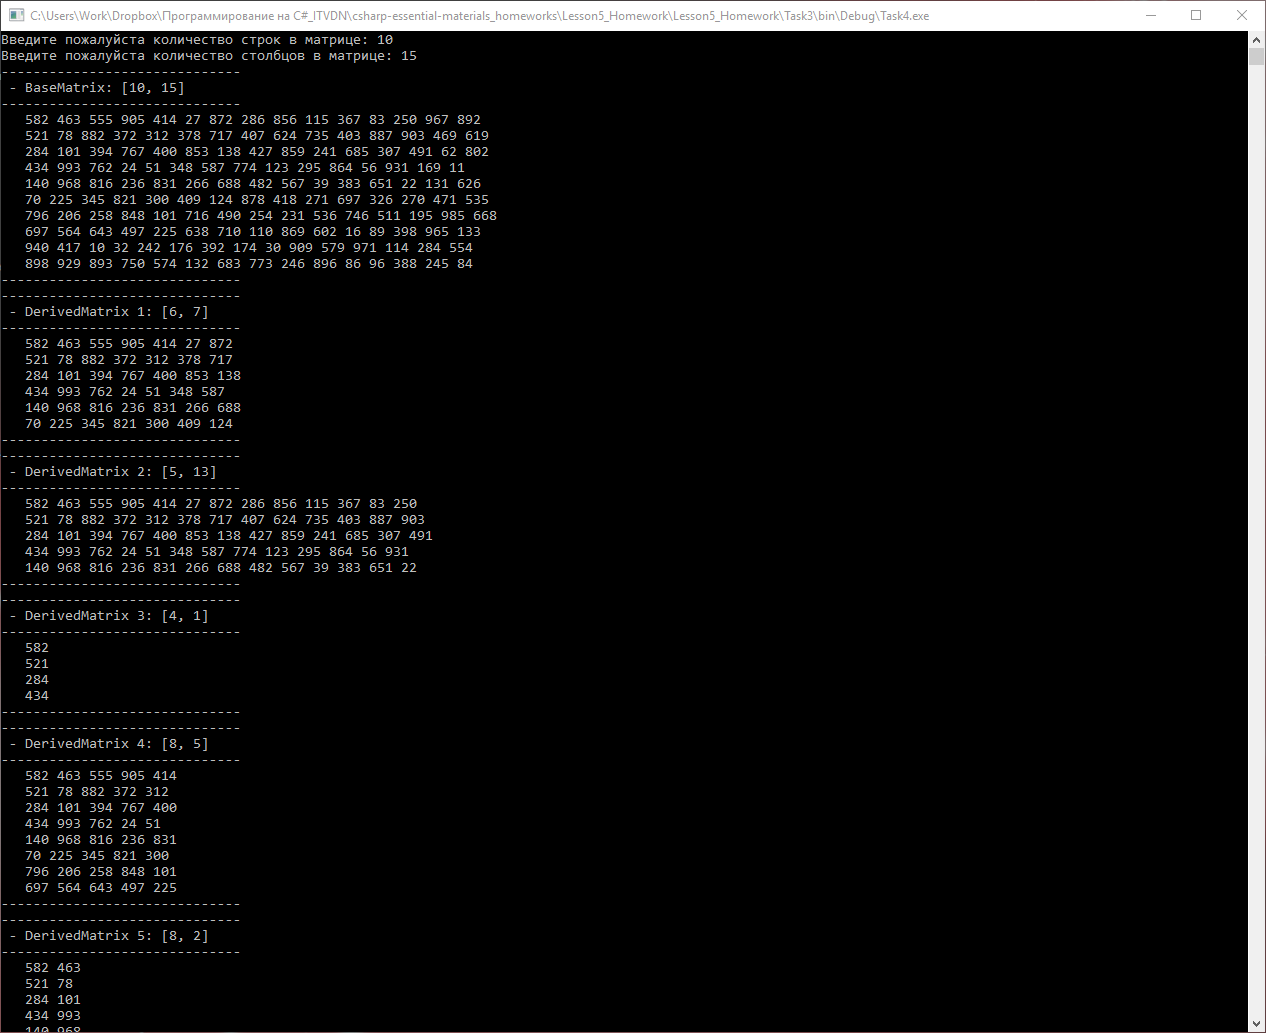 C:\Users\Work\Dropbox\Программирование на C#_ITVDN\csharp-essential-materials_homeworks\Lesson5_Homework\Lesson5_Homework\Task3\bin\Debug\Task4.exe
Введите пожалуйста количество строк в матрице: 10
Введите пожалуйста количество столбцов в матрице: 15
------------------------------
 - BaseMatrix: [10, 15]
------------------------------
   582 463 555 905 414 27 872 286 856 115 367 83 250 967 892
   521 78 882 372 312 378 717 407 624 735 403 887 903 469 619
   284 101 394 767 400 853 138 427 859 241 685 307 491 62 802
   434 993 762 24 51 348 587 774 123 295 864 56 931 169 11
   140 968 816 236 831 266 688 482 567 39 383 651 22 131 626
   70 225 345 821 300 409 124 878 418 271 697 326 270 471 535
   796 206 258 848 101 716 490 254 231 536 746 511 195 985 668
   697 564 643 497 225 638 710 110 869 602 16 89 398 965 133
   940 417 10 32 242 176 392 174 30 909 579 971 114 284 554
   898 929 893 750 574 132 683 773 246 896 86 96 388 245 84
------------------------------
------------------------------
 - DerivedMatrix 1: [6, 7]
------------------------------
   582 463 555 905 414 27 872
   521 78 882 372 312 378 717
   284 101 394 767 400 853 138
   434 993 762 24 51 348 587
   140 968 816 236 831 266 688
   70 225 345 821 300 409 124
------------------------------
------------------------------
 - DerivedMatrix 2: [5, 13]
------------------------------
   582 463 555 905 414 27 872 286 856 115 367 83 250
   521 78 882 372 312 378 717 407 624 735 403 887 903
   284 101 394 767 400 853 138 427 859 241 685 307 491
   434 993 762 24 51 348 587 774 123 295 864 56 931
   140 968 816 236 831 266 688 482 567 39 383 651 22
------------------------------
------------------------------
 - DerivedMatrix 3: [4, 1]
------------------------------
   582
   521
   284
   434
------------------------------
------------------------------
 - DerivedMatrix 4: [8, 5]
------------------------------
   582 463 555 905 414
   521 78 882 372 312
   284 101 394 767 400
   434 993 762 24 51
   140 968 816 236 831
   70 225 345 821 300
   796 206 258 848 101
   697 564 643 497 225
------------------------------
------------------------------
 - DerivedMatrix 5: [8, 2]
------------------------------
   582 463
   521 78
   284 101
   434 993
   140 968